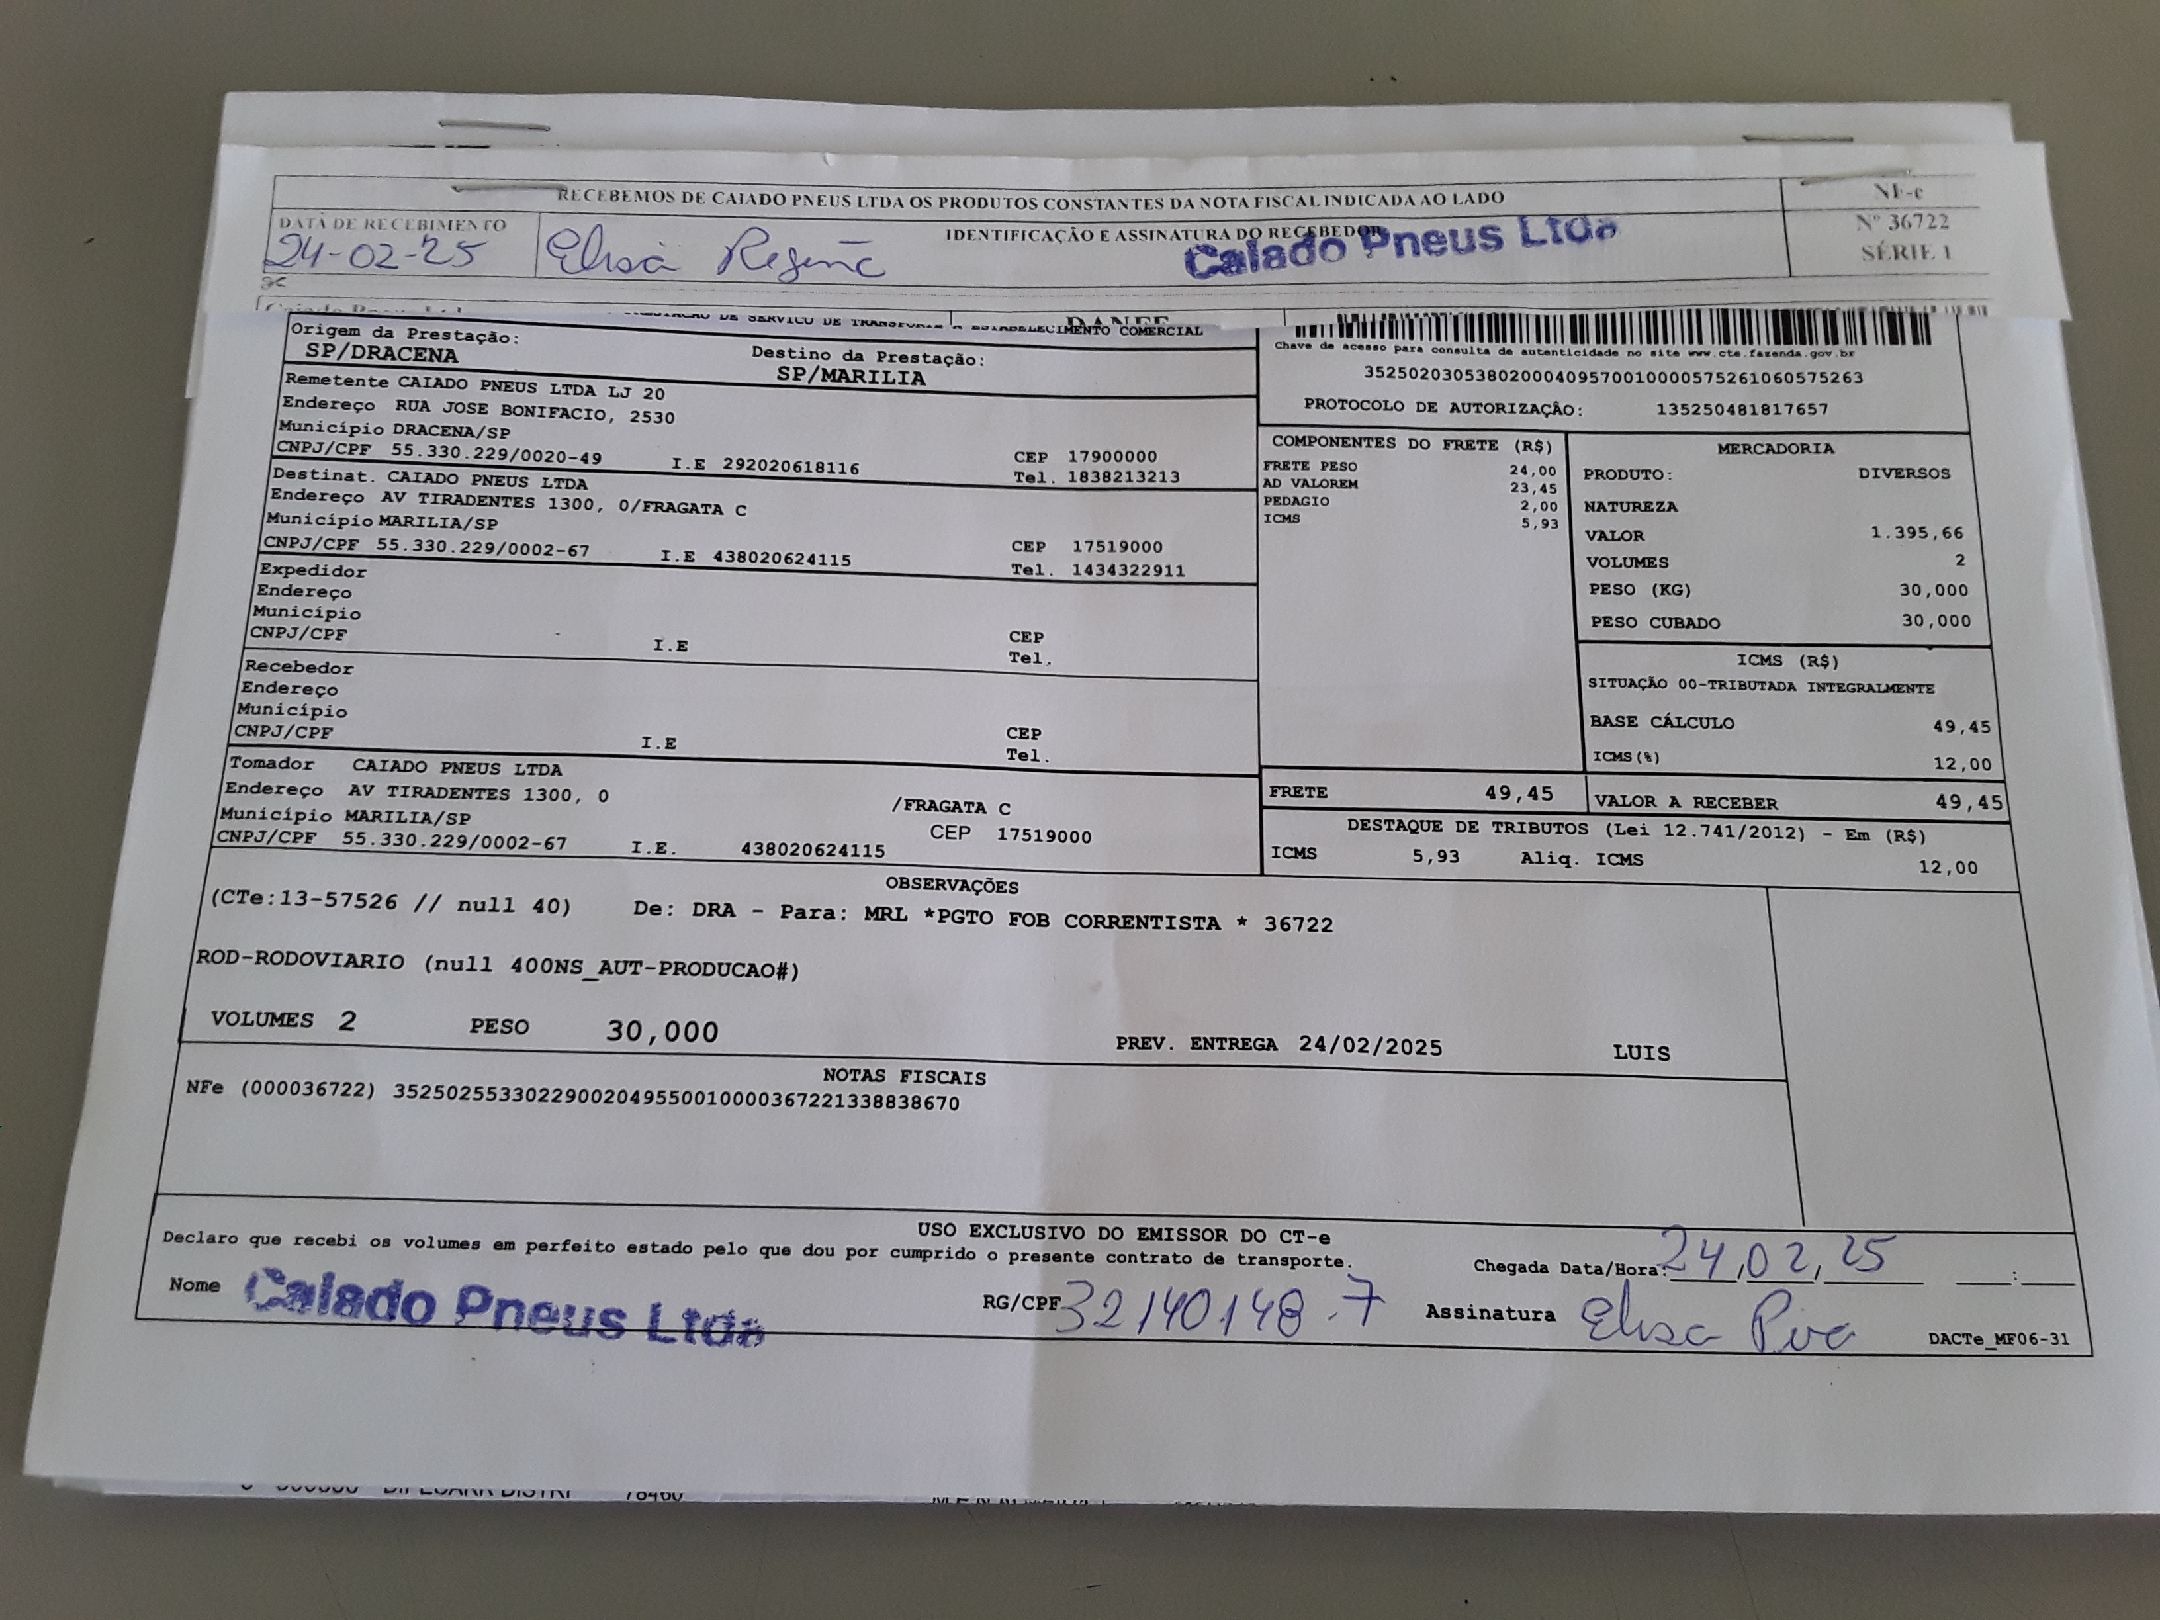 RECEBEMOS DE CAIADO PNEUS LTDA OS PRODUTOS CONSTANTES DA NOTA FISCAL INDICADA AO LADO
NF-e
Nº 36722
SÉRIE 1
DATA DE RECEBIMENTO
24-02-25
IDENTIFICAÇÃO E ASSINATURA DO RECEBEDOR
Elisa Regina
Caiado Pneus Ltda
DANFE
PRESTACAO DE SERVICO DE TRANSPORTE A ESTABELECIMENTO COMERCIAL
Origem da Prestação:
SP/DRACENA
Destino da Prestação:
SP/MARILIA
Chave de acesso para consulta de autenticidade no site www.cte.fazenda.gov.br
35250203053802000409570010000575261060575263
PROTOCOLO DE AUTORIZAÇÃO: 135250481817657
Remetente CAIADO PNEUS LTDA LJ 20
Endereço RUA JOSE BONIFACIO, 2530
Município DRACENA/SP
CEP 17900000
CNPJ/CPF 55.330.229/0020-49 I.E 292020618116
Tel. 1838213213
Destinat. CAIADO PNEUS LTDA
Endereço AV TIRADENTES 1300, 0/FRAGATA C
Município MARILIA/SP
CEP 17519000
CNPJ/CPF 55.330.229/0002-67 I.E 438020624115
Tel. 1434322911
Expedidor
Endereço
Município
CEP
CNPJ/CPF I.E
Tel.
Recebedor
Endereço
Município
CEP
CNPJ/CPF I.E
Tel.
Tomador CAIADO PNEUS LTDA
Endereço AV TIRADENTES 1300, 0 /FRAGATA C
Município MARILIA/SP CEP 17519000
CNPJ/CPF 55.330.229/0002-67 I.E. 438020624115
COMPONENTES DO FRETE (R$)
FRETE PESO 24,00
AD VALOREM 23,45
PEDAGIO 2,00
ICMS 5,93
MERCADORIA
PRODUTO: DIVERSOS
NATUREZA
VALOR 1.395,66
VOLUMES 2
PESO (KG) 30,000
PESO CUBADO 30,000
ICMS (R$)
SITUAÇÃO 00-TRIBUTADA INTEGRALMENTE
BASE CÁLCULO 49,45
ICMS(%) 12,00
FRETE 49,45
VALOR A RECEBER 49,45
DESTAQUE DE TRIBUTOS (Lei 12.741/2012) - Em (R$)
ICMS 5,93 Aliq. ICMS 12,00
OBSERVAÇÕES
(CTe:13-57526 // null 40) De: DRA - Para: MRL *PGTO FOB CORRENTISTA * 36722
ROD-RODOVIARIO (null 400NS_AUT-PRODUCAO#)
VOLUMES 2 PESO 30,000 PREV. ENTREGA 24/02/2025 LUIS
NOTAS FISCAIS
NFe (000036722) 35250255330229002049550010000367221338838670
USO EXCLUSIVO DO EMISSOR DO CT-e
Declaro que recebi os volumes em perfeito estado pelo que dou por cumprido o presente contrato de transporte.
Chegada Data/Hora: 24,02,25 :
Nome Caiado Pneus Ltda RG/CPF 32140148-7 Assinatura Elisa Piva
DACTe_MF06-31